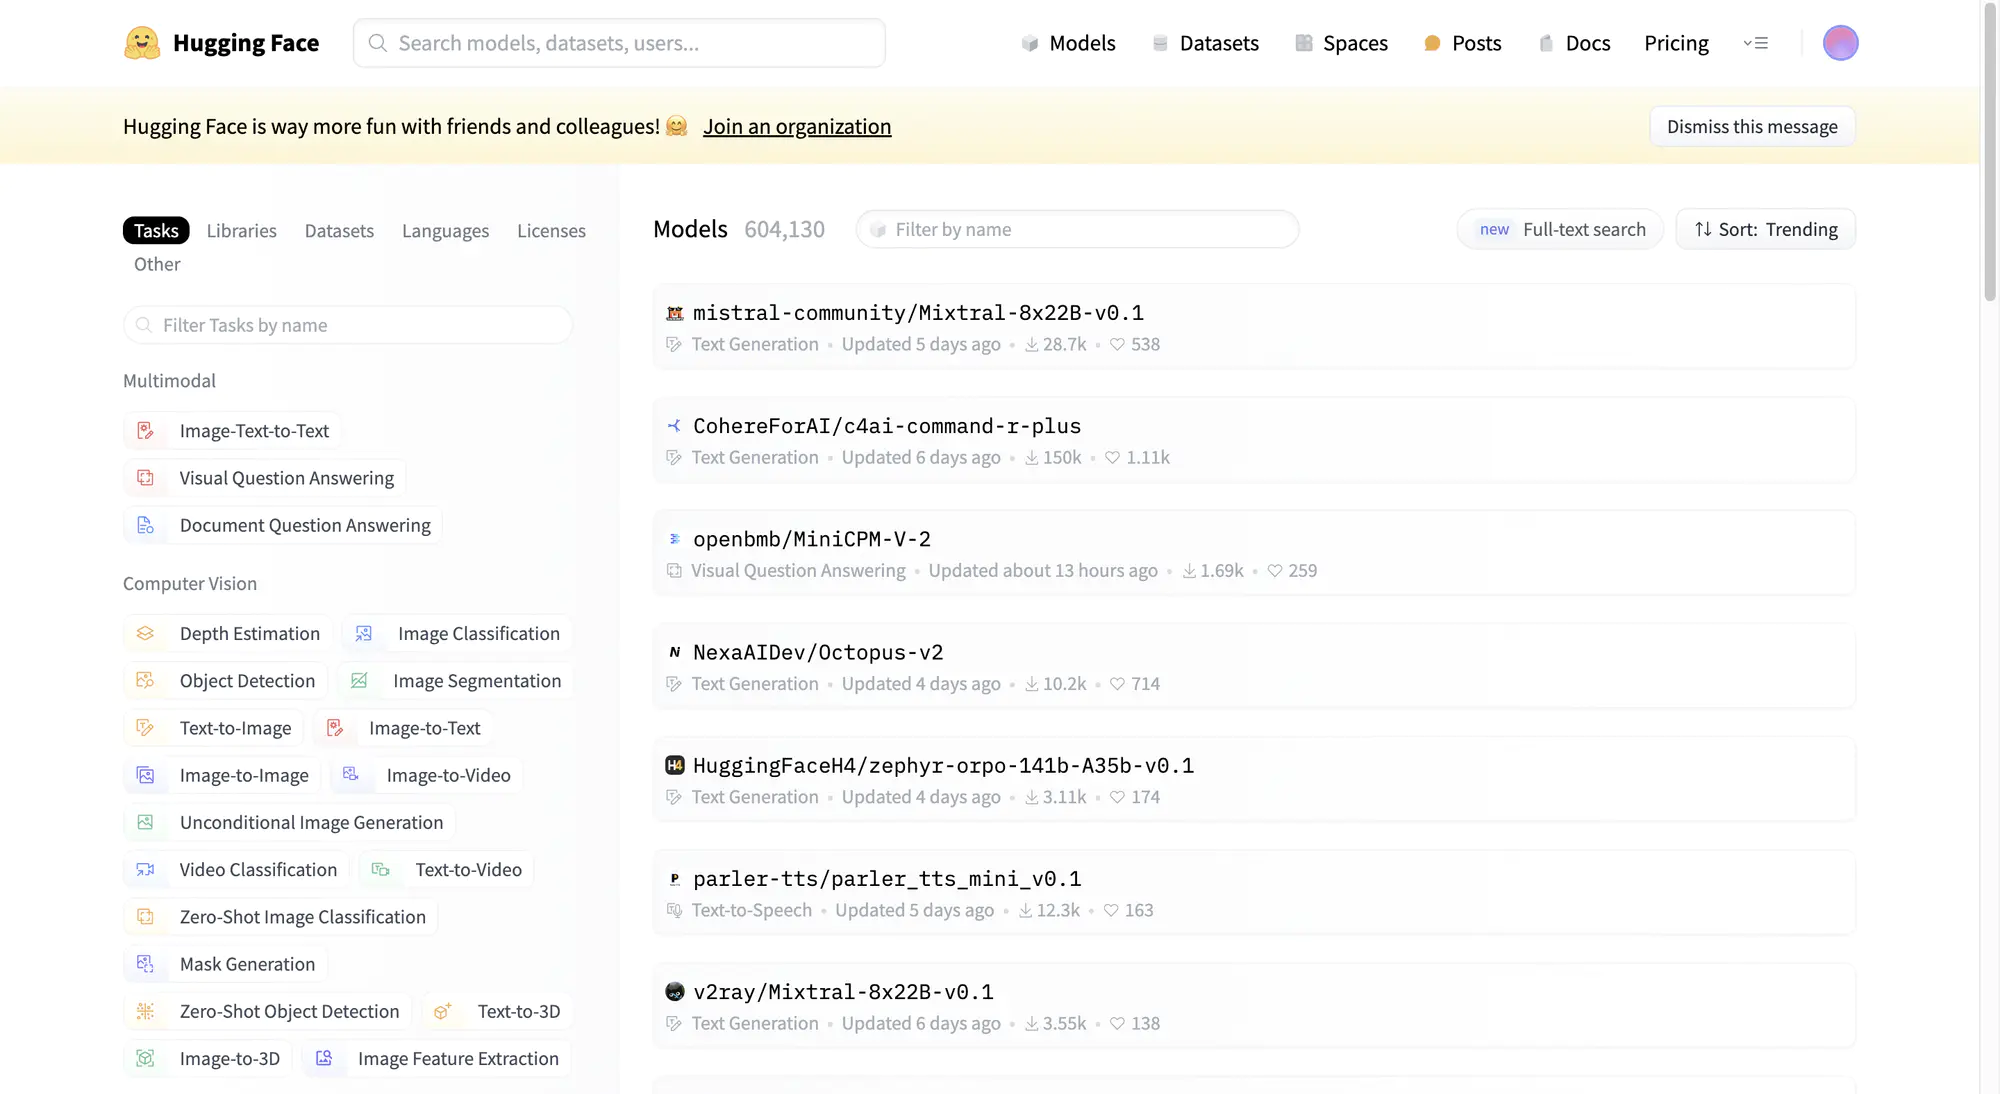 Hugging Face
Search models, datasets, users...
Models
Datasets
Spaces
Posts
Docs
Pricing
Hugging Face is way more fun with friends and colleagues! 🤗 Join an organization
Dismiss this message
Tasks Libraries Datasets Languages Licenses
Other
Filter Tasks by name
Multimodal
Image-Text-to-Text
Visual Question Answering
Document Question Answering
Computer Vision
Depth Estimation Image Classification
Object Detection Image Segmentation
Text-to-Image Image-to-Text
Image-to-Image Image-to-Video
Unconditional Image Generation
Video Classification Text-to-Video
Zero-Shot Image Classification
Mask Generation
Zero-Shot Object Detection Text-to-3D
Image-to-3D Image Feature Extraction
Models 604,130
Filter by name
new Full-text search
Sort: Trending
mistral-community/Mixtral-8x22B-v0.1
Text Generation • Updated 5 days ago • 28.7k • 538
CohereForAI/c4ai-command-r-plus
Text Generation • Updated 6 days ago • 150k • 1.11k
openbmb/MiniCPM-V-2
Visual Question Answering • Updated about 13 hours ago • 1.69k • 259
NexaAIDev/Octopus-v2
Text Generation • Updated 4 days ago • 10.2k • 714
H4 HuggingFaceH4/zephyr-orpo-141b-A35b-v0.1
Text Generation • Updated 4 days ago • 3.11k • 174
P parler-tts/parler_tts_mini_v0.1
Text-to-Speech • Updated 5 days ago • 12.3k • 163
v2ray/Mixtral-8x22B-v0.1
Text Generation • Updated 6 days ago • 3.55k • 138